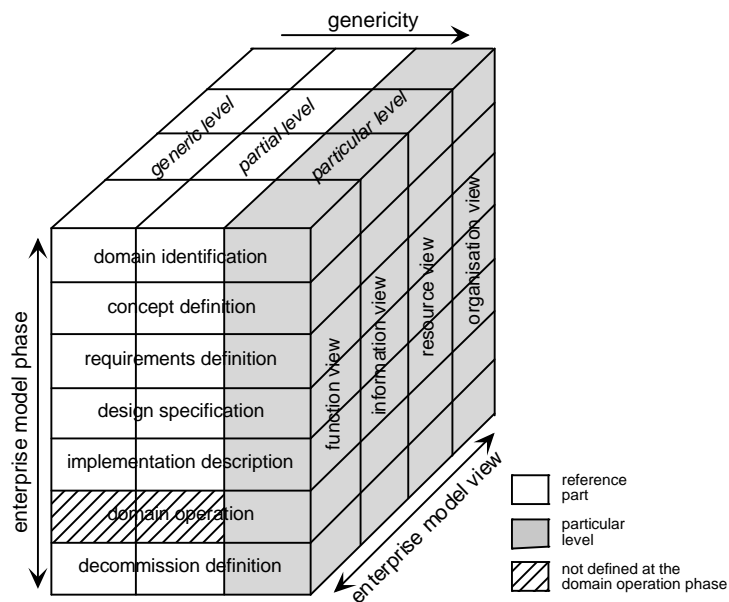 genericity
generic level
partial level
particular level
enterprise model phase
domain identification
concept definition
requirements definition
design specification
implementation description
domain operation
decommission definition
function view
information view
resource view
organisation view
enterprise model view
reference
part
particular
level
not defined at the
domain operation phase